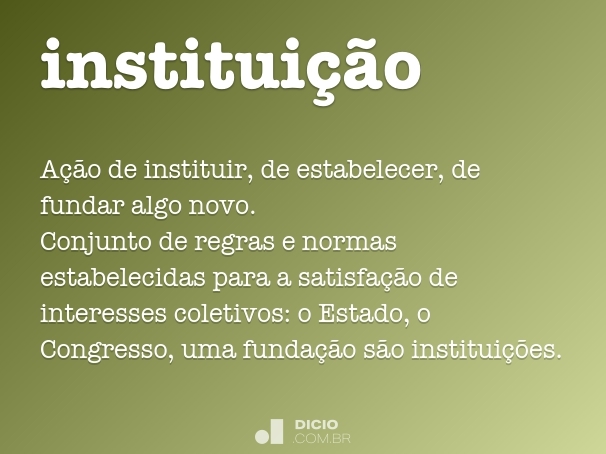 instituição
Ação de instituir, de estabelecer, de
fundar algo novo.
Conjunto de regras e normas
estabelecidas para a satisfação de
interesses coletivos: o Estado, o
Congresso, uma fundação são instituições.
DICIO
.COM.BR